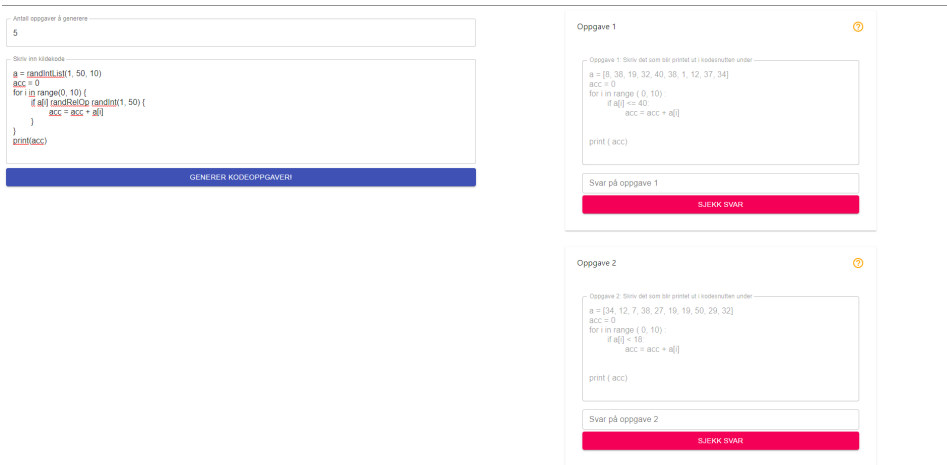 Antall oppgaver å generere
5
Skriv inn kildekode
a = randIntList(1, 50, 10)
acc = 0
for i in range(0, 10) {
if a[i] randRelOp randInt(1, 50) {
acc = acc + a[i]
}
}
print(acc)
GENERER KODEOPPGAVER!
Oppgave 1
Oppgave 1: Skriv det som blir printet ut i kodesnutten under
a = [8, 38, 19, 32, 40, 38, 1, 12, 37, 34]
acc = 0
for i in range ( 0, 10) :
if a[i] <= 40:
acc = acc + a[i]
print ( acc)
Svar på oppgave 1
SJEKK SVAR
Oppgave 2
Oppgave 2: Skriv det som blir printet ut i kodesnutten under
a = [34, 12, 7, 38, 27, 19, 19, 50, 29, 32]
acc = 0
for i in range ( 0, 10) :
if a[i] < 18:
acc = acc + a[i]
print ( acc)
Svar på oppgave 2
SJEKK SVAR